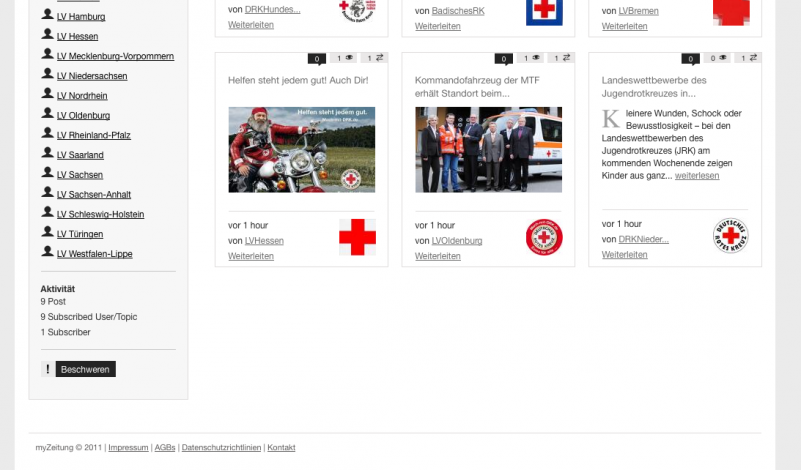 LV Hamburg
LV Hessen
LV Mecklenburg-Vorpommern
LV Niedersachsen
LV Nordrhein
LV Oldenburg
LV Rheinland-Pfalz
LV Saarland
LV Sachsen
LV Sachsen-Anhalt
LV Schleswig-Holstein
LV Türingen
LV Westfalen-Lippe
Aktivität
9 Post
9 Subscribed User/Topic
1 Subscriber
! Beschweren
von DRKHundes...
Weiterleiten
von BadischesRK
Weiterleiten
von LVBremen
Weiterleiten
0 1 1
Helfen steht jedem gut! Auch Dir!
Helfen steht jedem gut.
vor 1 hour
von LVHessen
Weiterleiten
0 1 1
Kommandofahrzeug der MTF
erhält Standort beim...
vor 1 hour
von LVOldenburg
Weiterleiten
0 0 1
Landeswettbewerbe des
Jugendrotkreuzes in...
Kleinere Wunden, Schock oder
Bewusstlosigkeit – bei den
Landeswettbewerben des
Jugendrotkreuzes (JRK) am
kommenden Wochenende zeigen
Kinder aus ganz... weiterlesen
vor 1 hour
von DRKNieder...
Weiterleiten
DEUTSCHES ROTES KREUZ
myZeitung © 2011 | Impressum | AGBs | Datenschutzrichtlinien | Kontakt